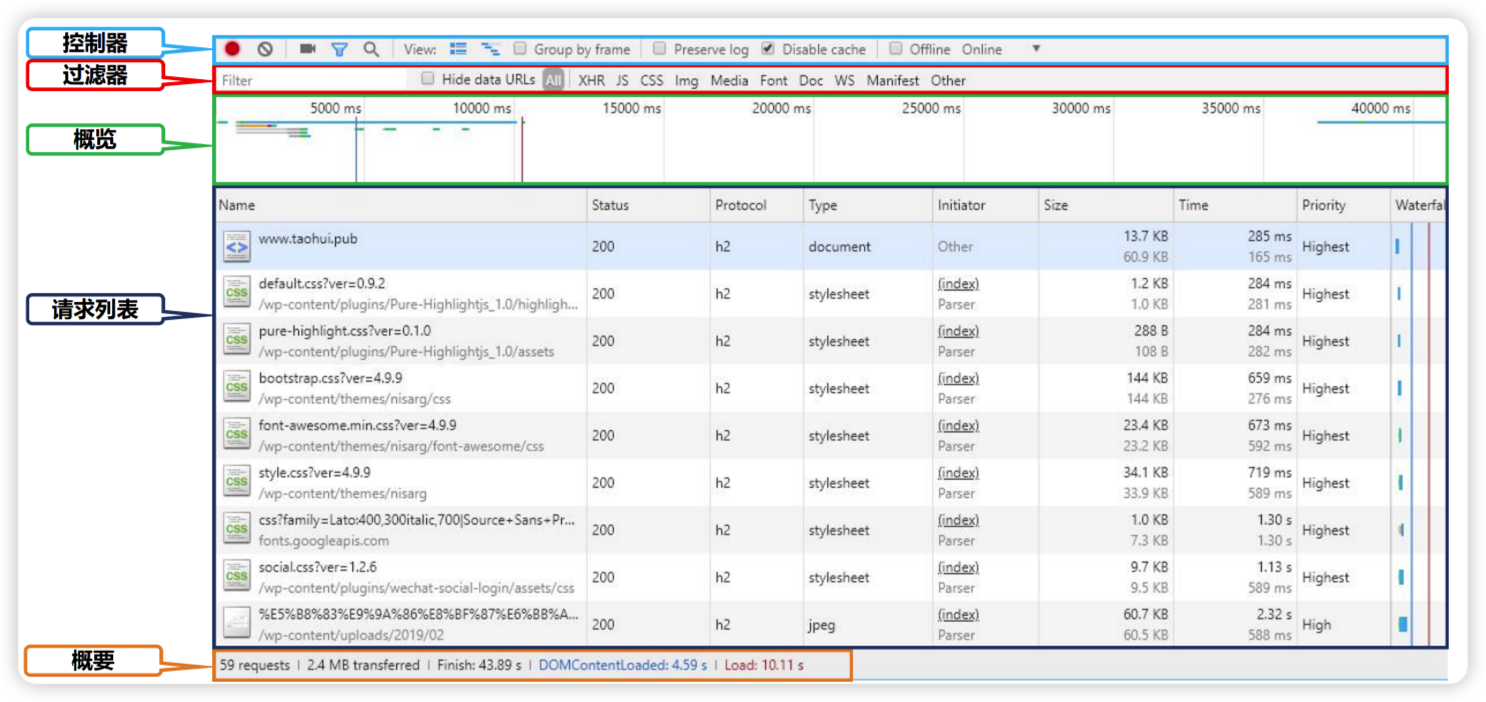 控制器
View: Group by frame Preserve log Disable cache Offline Online
过滤器
Filter Hide data URLs All XHR JS CSS Img Media Font Doc WS Manifest Other
概览
5000 ms 10000 ms 15000 ms 20000 ms 25000 ms 30000 ms 35000 ms 40000 ms
请求列表
Name Status Protocol Type Initiator Size Time Priority Waterfal
www.taohui.pub 200 h2 document Other 13.7 KB 285 ms Highest
60.9 KB 165 ms
CSS default.css?ver=0.9.2 200 h2 stylesheet (index) 1.2 KB 284 ms Highest
/wp-content/plugins/Pure-Highlightjs_1.0/highligh... Parser 1.0 KB 281 ms
CSS pure-highlight.css?ver=0.1.0 200 h2 stylesheet (index) 288 B 284 ms Highest
/wp-content/plugins/Pure-Highlightjs_1.0/assets Parser 108 B 282 ms
CSS bootstrap.css?ver=4.9.9 200 h2 stylesheet (index) 144 KB 659 ms Highest
/wp-content/themes/nisarg/css Parser 144 KB 276 ms
CSS font-awesome.min.css?ver=4.9.9 200 h2 stylesheet (index) 23.4 KB 673 ms Highest
/wp-content/themes/nisarg/font-awesome/css Parser 23.2 KB 592 ms
CSS style.css?ver=4.9.9 200 h2 stylesheet (index) 34.1 KB 719 ms Highest
/wp-content/themes/nisarg Parser 33.9 KB 589 ms
CSS css?family=Lato:400,300italic,700|Source+Sans+Pr... 200 h2 stylesheet (index) 1.0 KB 1.30 s Highest
fonts.googleapis.com Parser 7.3 KB 1.30 s
CSS social.css?ver=1.2.6 200 h2 stylesheet (index) 9.7 KB 1.13 s Highest
/wp-content/plugins/wechat-social-login/assets/css Parser 9.5 KB 589 ms
%E5%B8%83%E9%9A%86%E8%BF%87%E6%BB%A... 200 h2 jpeg (index) 60.7 KB 2.32 s High
/wp-content/uploads/2019/02 Parser 60.5 KB 588 ms
概要
59 requests | 2.4 MB transferred | Finish: 43.89 s | DOMContentLoaded: 4.59 s | Load: 10.11 s